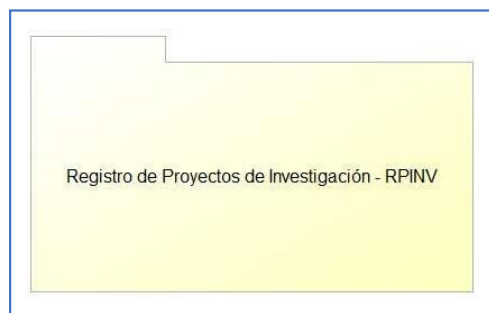 Registro de Proyectos de Investigación - RPINV